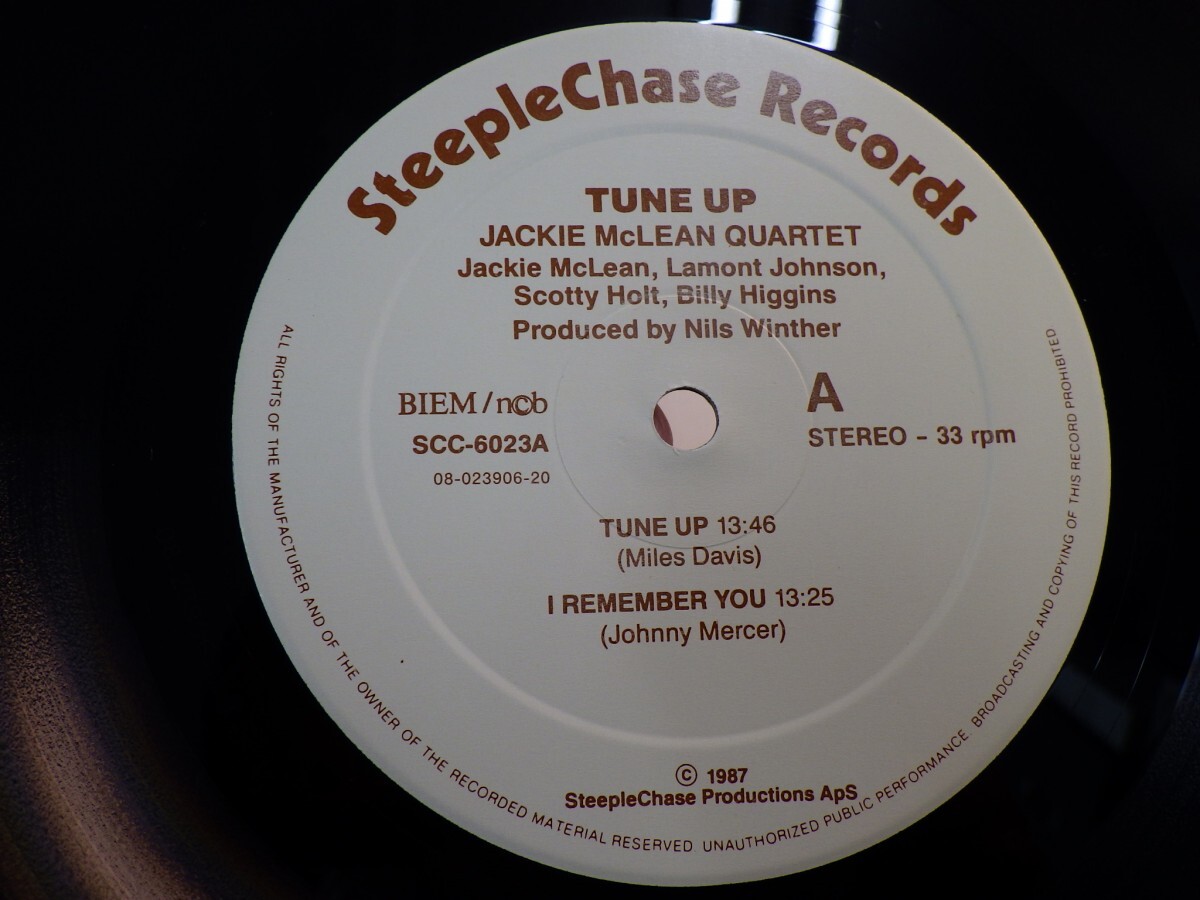 SteepleChase Records
TUNE UP
JACKIE McLEAN QUARTET
Jackie McLean, Lamont Johnson,
Scotty Holt, Billy Higgins
Produced by Nils Winther
BIEM / n©b
SCC-6023A
08-023906-20
A
STEREO – 33 rpm
TUNE UP 13:46
(Miles Davis)
I REMEMBER YOU 13:25
(Johnny Mercer)
© 1987
SteepleChase Productions ApS
ALL RIGHTS OF THE MANUFACTURER AND OF THE OWNER OF THE RECORDED MATERIAL RESERVED. UNAUTHORIZED PUBLIC PERFORMANCE. BROADCASTING AND COPYING OF THIS RECORD PROHIBITED